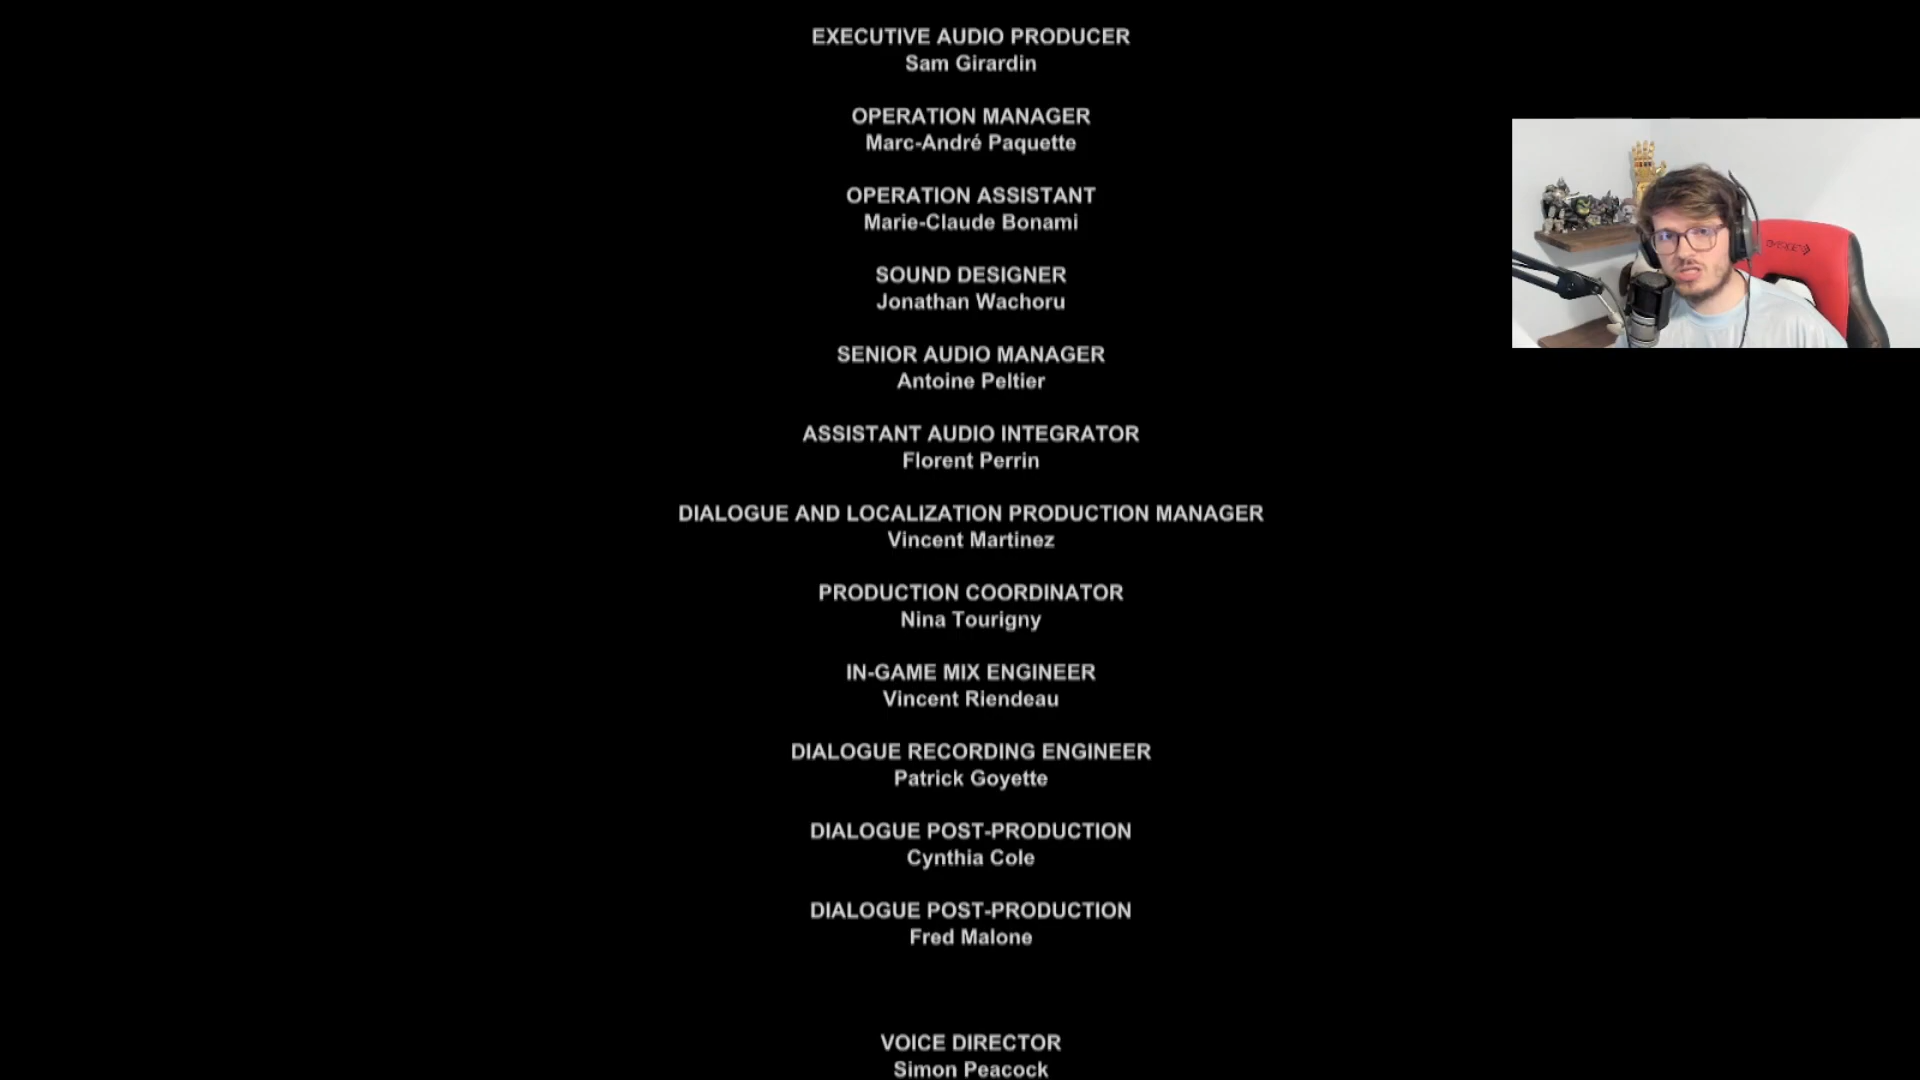 EXECUTIVE AUDIO PRODUCER
Sam Girardin
OPERATION MANAGER
Marc-André Paquette
OPERATION ASSISTANT
Marie-Claude Bonami
SOUND DESIGNER
Jonathan Wachoru
SENIOR AUDIO MANAGER
Antoine Peltier
ASSISTANT AUDIO INTEGRATOR
Florent Perrin
DIALOGUE AND LOCALIZATION PRODUCTION MANAGER
Vincent Martinez
PRODUCTION COORDINATOR
Nina Tourigny
IN-GAME MIX ENGINEER
Vincent Riendeau
DIALOGUE RECORDING ENGINEER
Patrick Goyette
DIALOGUE POST-PRODUCTION
Cynthia Cole
DIALOGUE POST-PRODUCTION
Fred Malone
VOICE DIRECTOR
Simon Peacock